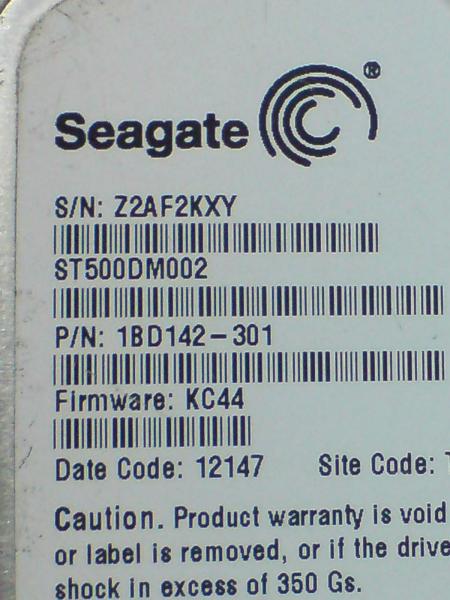 Seagate®
S/N: Z2AF2KXY
ST500DM002
P/N: 1BD142-301
Firmware: KC44
Date Code: 12147 Site Code:
Caution. Product warranty is void
or label is removed, or if the drive
shock in excess of 350 Gs.